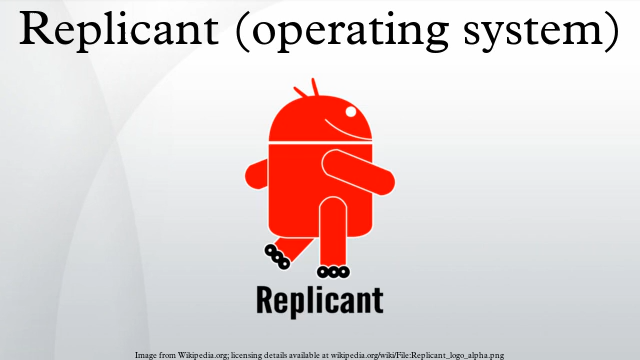 Replicant (operating system)
Replicant
Image from Wikipedia.org; licensing details available at wikipedia.org/wiki/File:Replicant_logo_alpha.png